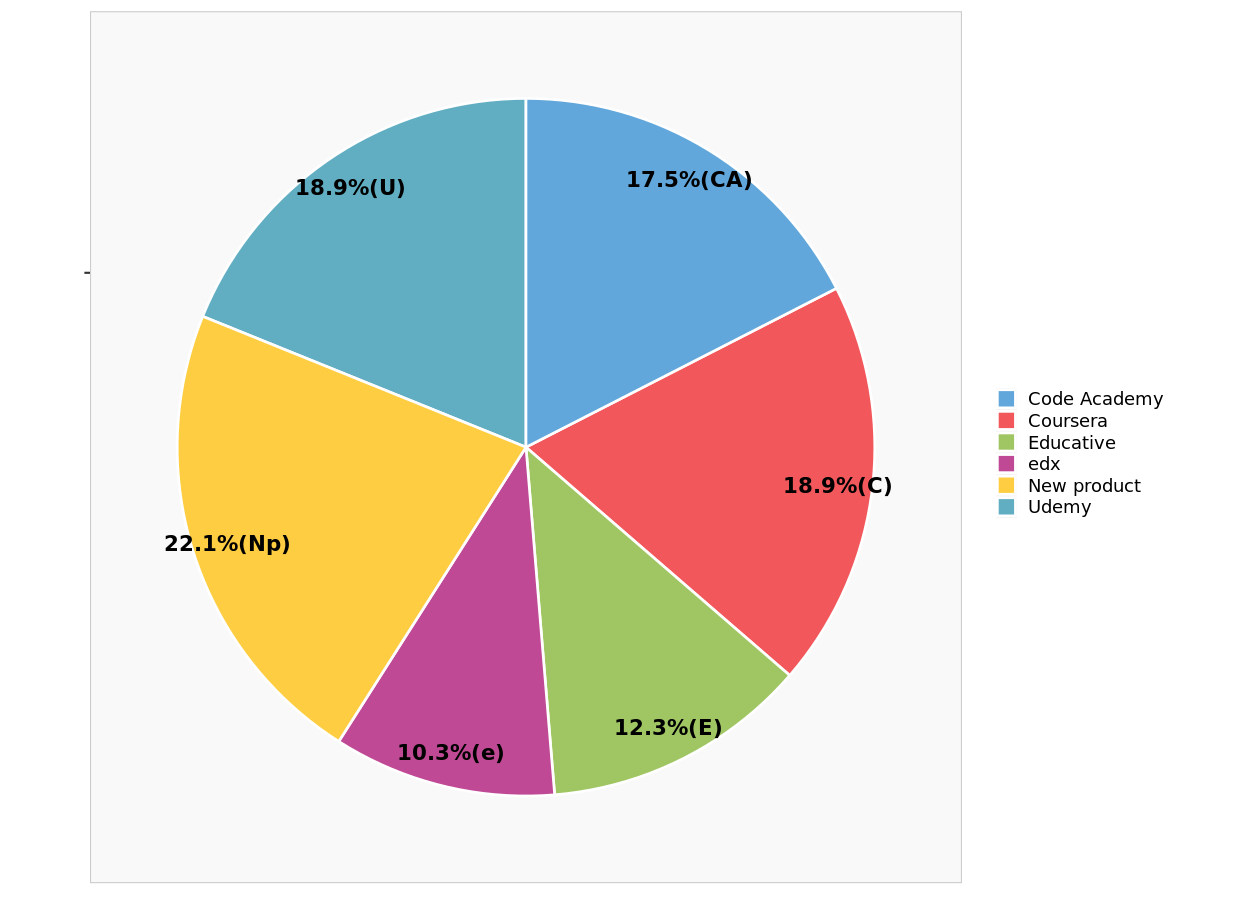 17.5%(CA)
18.9%(U)
18.9%(C)
22.1%(Np)
12.3%(E)
10.3%(e)
Code Academy
Coursera
Educative
edx
New product
Udemy